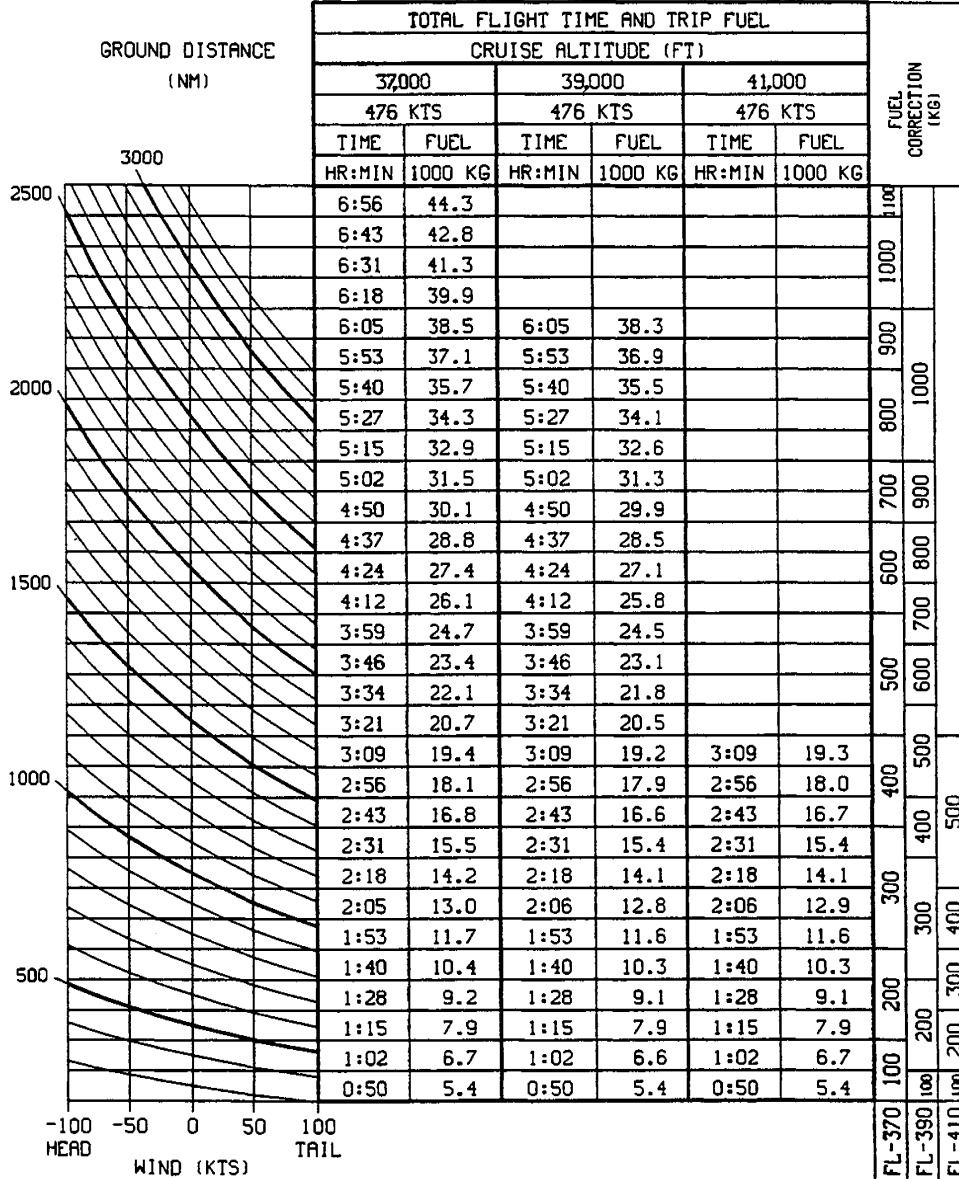 TOTAL FLIGHT TIME AND TRIP FUEL
GROUND DISTANCE
(NM)
CRUISE ALTITUDE (FT)
37,000 39,000 41,000
476 KTS 476 KTS 476 KTS
TIME FUEL TIME FUEL TIME FUEL
HR:MIN 1000 KG HR:MIN 1000 KG HR:MIN 1000 KG
FUEL
CORRECTION
(KG)
3000
2500
2000
1500
1000
500
6:56 44.3
6:43 42.8
6:31 41.3
6:18 39.9
6:05 38.5 6:05 38.3
5:53 37.1 5:53 36.9
5:40 35.7 5:40 35.5
5:27 34.3 5:27 34.1
5:15 32.9 5:15 32.6
5:02 31.5 5:02 31.3
4:50 30.1 4:50 29.9
4:37 28.8 4:37 28.5
4:24 27.4 4:24 27.1
4:12 26.1 4:12 25.8
3:59 24.7 3:59 24.5
3:46 23.4 3:46 23.1
3:34 22.1 3:34 21.8
3:21 20.7 3:21 20.5
3:09 19.4 3:09 19.2 3:09 19.3
2:56 18.1 2:56 17.9 2:56 18.0
2:43 16.8 2:43 16.6 2:43 16.7
2:31 15.5 2:31 15.4 2:31 15.4
2:18 14.2 2:18 14.1 2:18 14.1
2:05 13.0 2:06 12.8 2:06 12.9
1:53 11.7 1:53 11.6 1:53 11.6
1:40 10.4 1:40 10.3 1:40 10.3
1:28 9.2 1:28 9.1 1:28 9.1
1:15 7.9 1:15 7.9 1:15 7.9
1:02 6.7 1:02 6.6 1:02 6.7
0:50 5.4 0:50 5.4 0:50 5.4
FL-370 100 200 300 400 500 600 700 800 900 1000 1100
FL-390 100 200 300 400 500 600 700 800 900 1000
FL-410 100 200 300 400 500
-100 -50 0 50 100
HEAD TAIL
WIND (KTS)